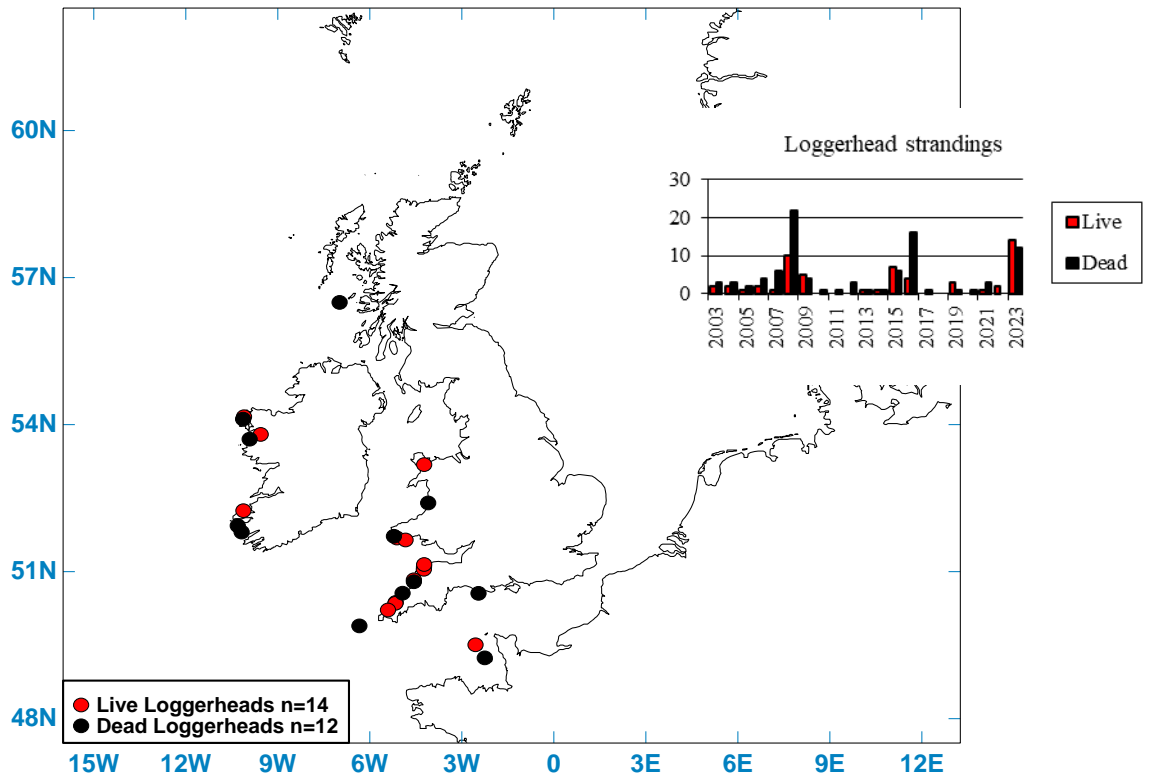 60N
57N
54N
51N
48N
15W 12W 9W 6W 3W 0 3E 6E 9E 12E
Live Loggerheads n=14
Dead Loggerheads n=12
Loggerhead strandings
30
20
10
0
2003 2005 2007 2009 2011 2013 2015 2017 2019 2021 2023
Live
Dead